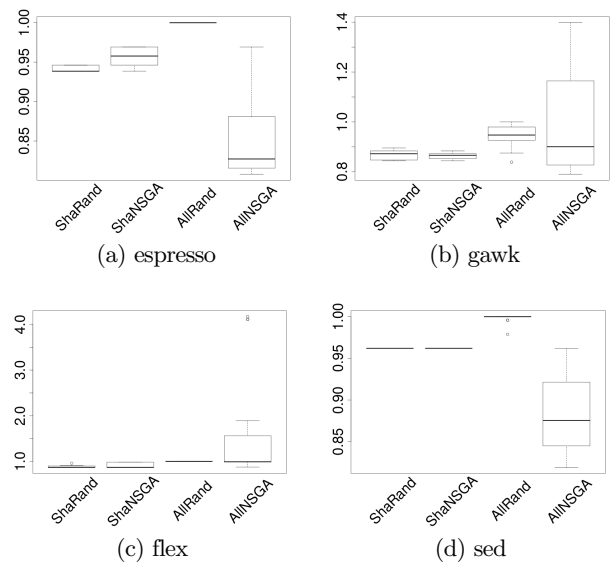 1.00
0.95
0.90
0.85
ShaRand
ShaNSGA
AllRand
AllNSGA
(a) espresso
1.4
1.2
1.0
0.8
ShaRand
ShaNSGA
AllRand
AllNSGA
(b) gawk
4.0
3.0
2.0
1.0
ShaRand
ShaNSGA
AllRand
AllNSGA
(c) flex
1.00
0.95
0.90
0.85
ShaRand
ShaNSGA
AllRand
AllNSGA
(d) sed